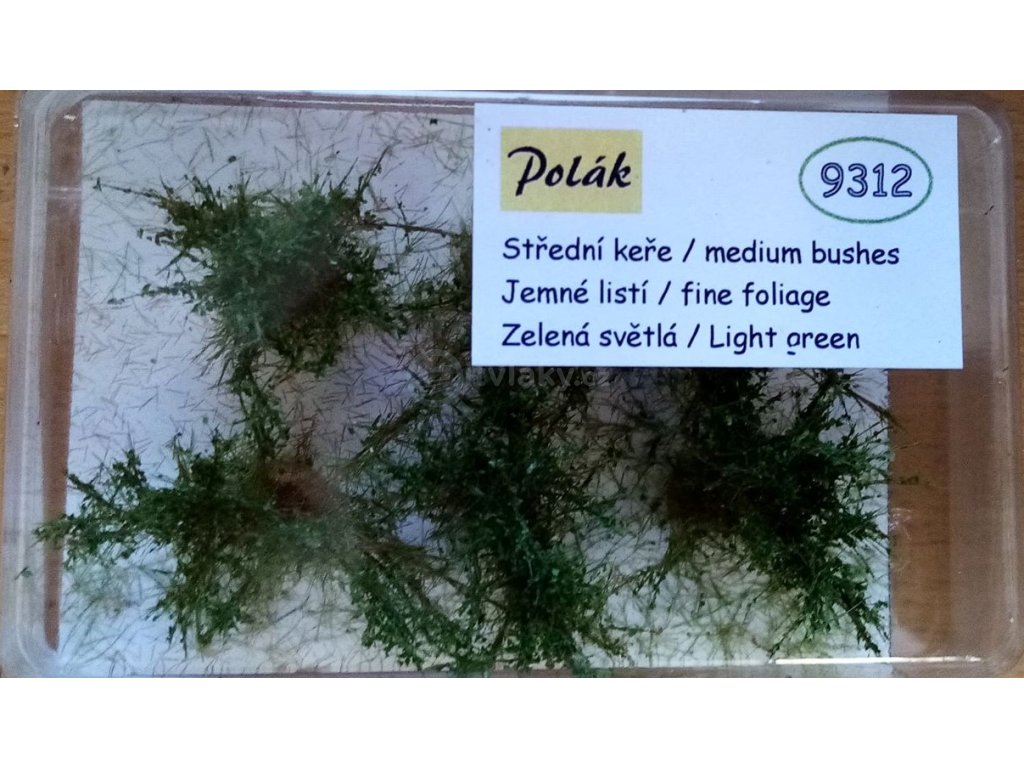 Polák
9312
Střední keře / medium bushes
Jemné listí / fine foliage
Zelená světlá / Light green